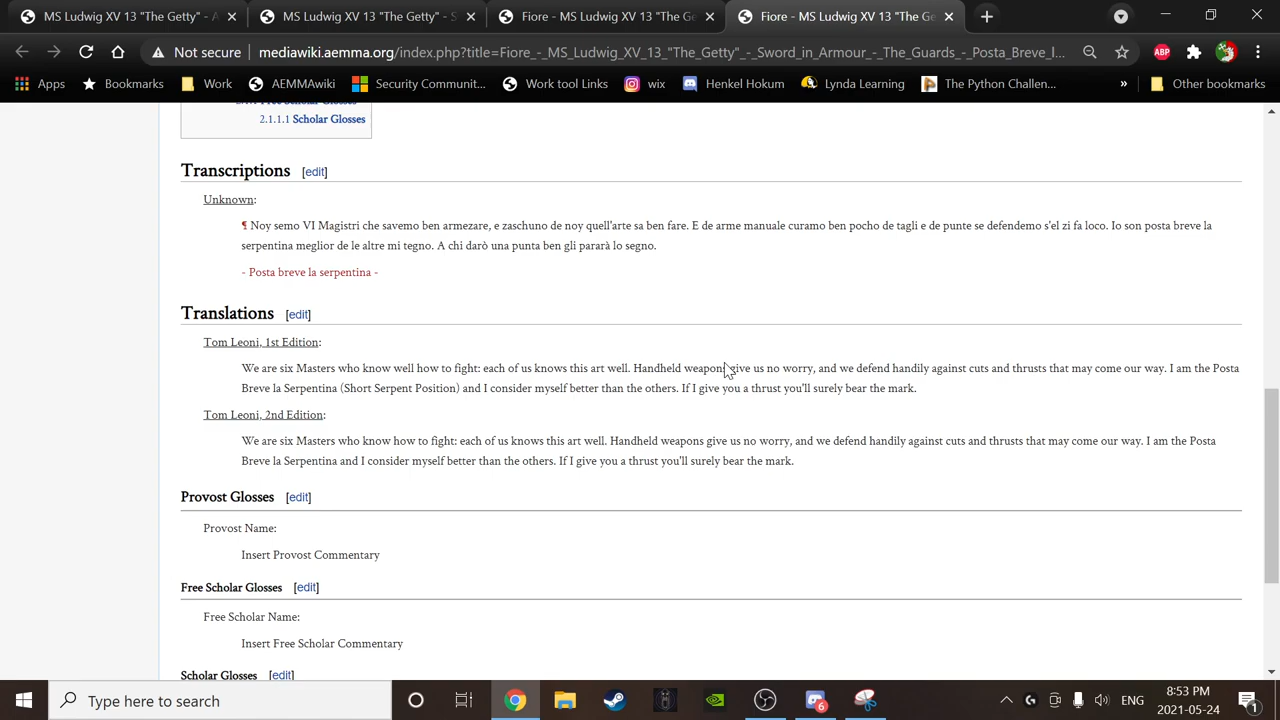 MS Ludwig XV 13 "The Getty" - A
MS Ludwig XV 13 "The Getty" - S
Fiore - MS Ludwig XV 13 "The Ge
Fiore - MS Ludwig XV 13 "The Ge
Not secure | mediawiki.aemma.org/index.php?title=Fiore_-_MS_Ludwig_XV_13_"The_Getty"_-_Sword_in_Armour_-_The_Guards_-_Posta_Breve_l...
ABP
Apps Bookmarks Work AEMMAwiki Security Communit... Work tool Links wix Henkel Hokum Lynda Learning The Python Challen... » Other bookmarks
2.1.1.1 Scholar Glosses
Transcriptions [edit]
Unknown:
¶ Noy semo VI Magistri che savemo ben armezare, e zaschuno de noy quell'arte sa ben fare. E de arme manuale curamo ben pocho de tagli e de punte se defendemo s'el zi fa loco. Io son posta breve la
serpentina meglior de le altre mi tegno. A chi darò una punta ben gli pararà lo segno.
- Posta breve la serpentina -
Translations [edit]
Tom Leoni, 1st Edition:
We are six Masters who know well how to fight: each of us knows this art well. Handheld weapons give us no worry, and we defend handily against cuts and thrusts that may come our way. I am the Posta
Breve la Serpentina (Short Serpent Position) and I consider myself better than the others. If I give you a thrust you'll surely bear the mark.
Tom Leoni, 2nd Edition:
We are six Masters who know how to fight: each of us knows this art well. Handheld weapons give us no worry, and we defend handily against cuts and thrusts that may come our way. I am the Posta
Breve la Serpentina and I consider myself better than the others. If I give you a thrust you'll surely bear the mark.
Provost Glosses [edit]
Provost Name:
Insert Provost Commentary
Free Scholar Glosses [edit]
Free Scholar Name:
Insert Free Scholar Commentary
Scholar Glosses [edit]
Type here to search
6
ENG
8:53 PM
2021-05-24
1